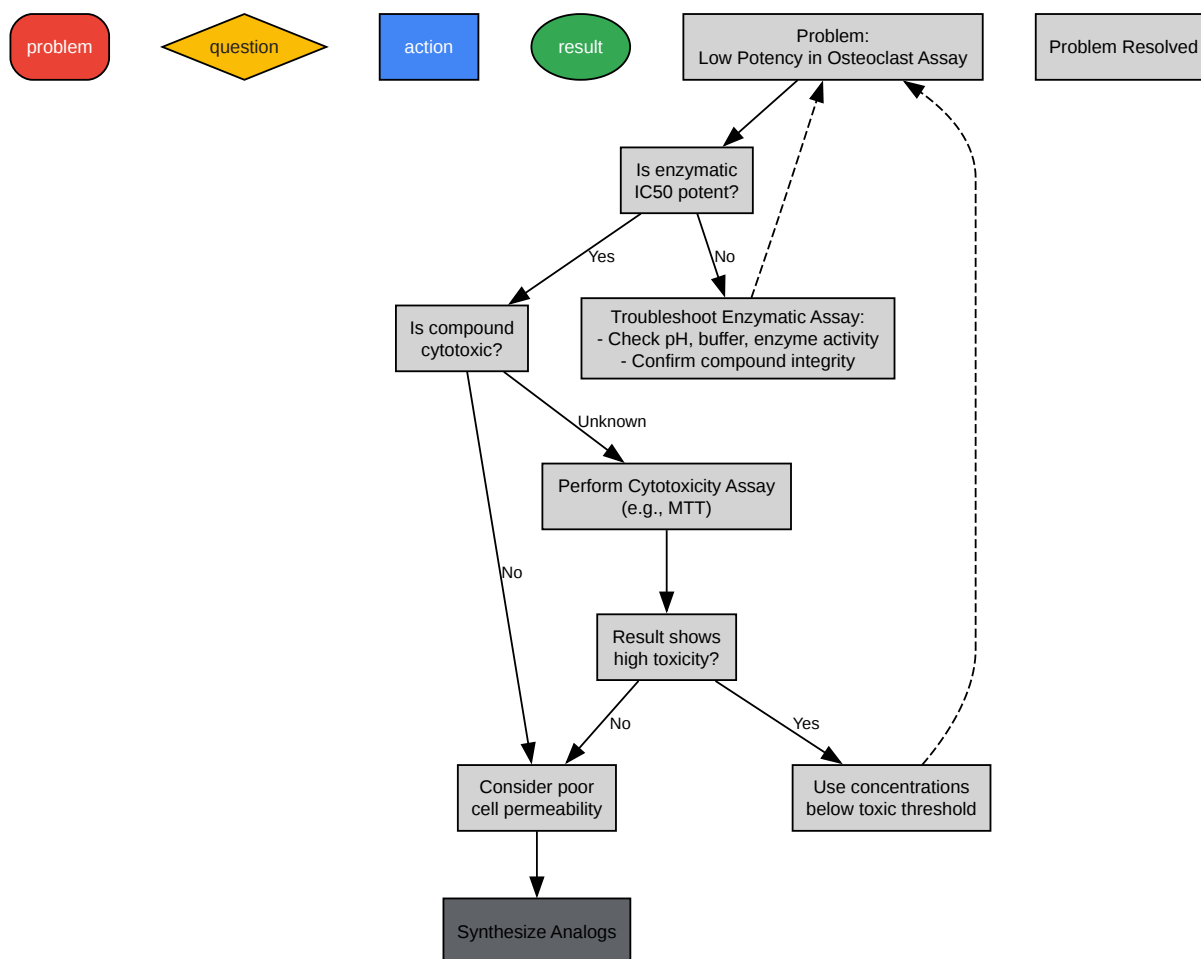 problem
question
action
result
Problem:
Low Potency in Osteoclast Assay
Problem Resolved
Is enzymatic
IC50 potent?
Yes
No
Is compound
cytotoxic?
Troubleshoot Enzymatic Assay:
- Check pH, buffer, enzyme activity
- Confirm compound integrity
Unknown
Perform Cytotoxicity Assay
(e.g., MTT)
No
Result shows
high toxicity?
No
Yes
Consider poor
cell permeability
Use concentrations
below toxic threshold
Synthesize Analogs